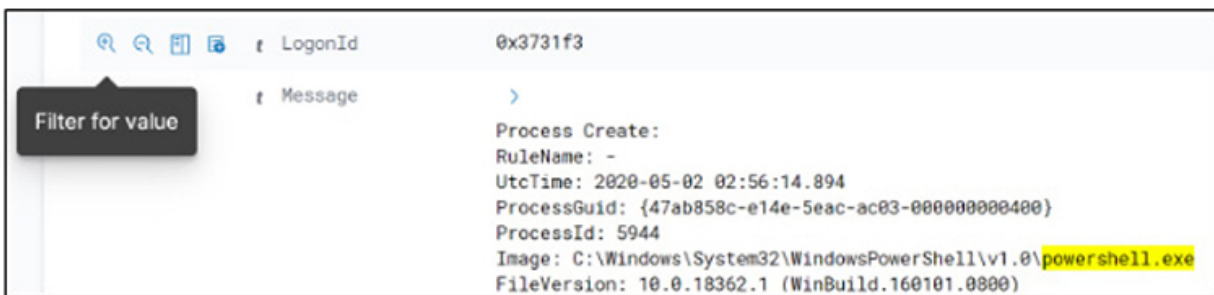 t LogonId 0x3731f3
t Message
Filter for value
Process Create:
RuleName: -
UtcTime: 2020-05-02 02:56:14.894
ProcessGuid: {47ab858c-e14e-5eac-ac03-000000000400}
ProcessId: 5944
Image: C:\Windows\System32\WindowsPowerShell\v1.0\powershell.exe
FileVersion: 10.0.18362.1 (WinBuild.160101.0800)